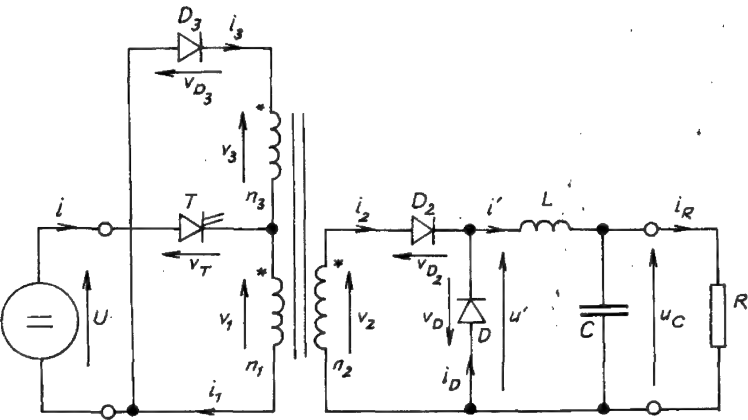 D3 i3
vD3
*
v3
n3
i T i2 D2 i' L iR
vT vD2
*
U v1 v2 vD D u' C uC R
n1 n2
iD
i1